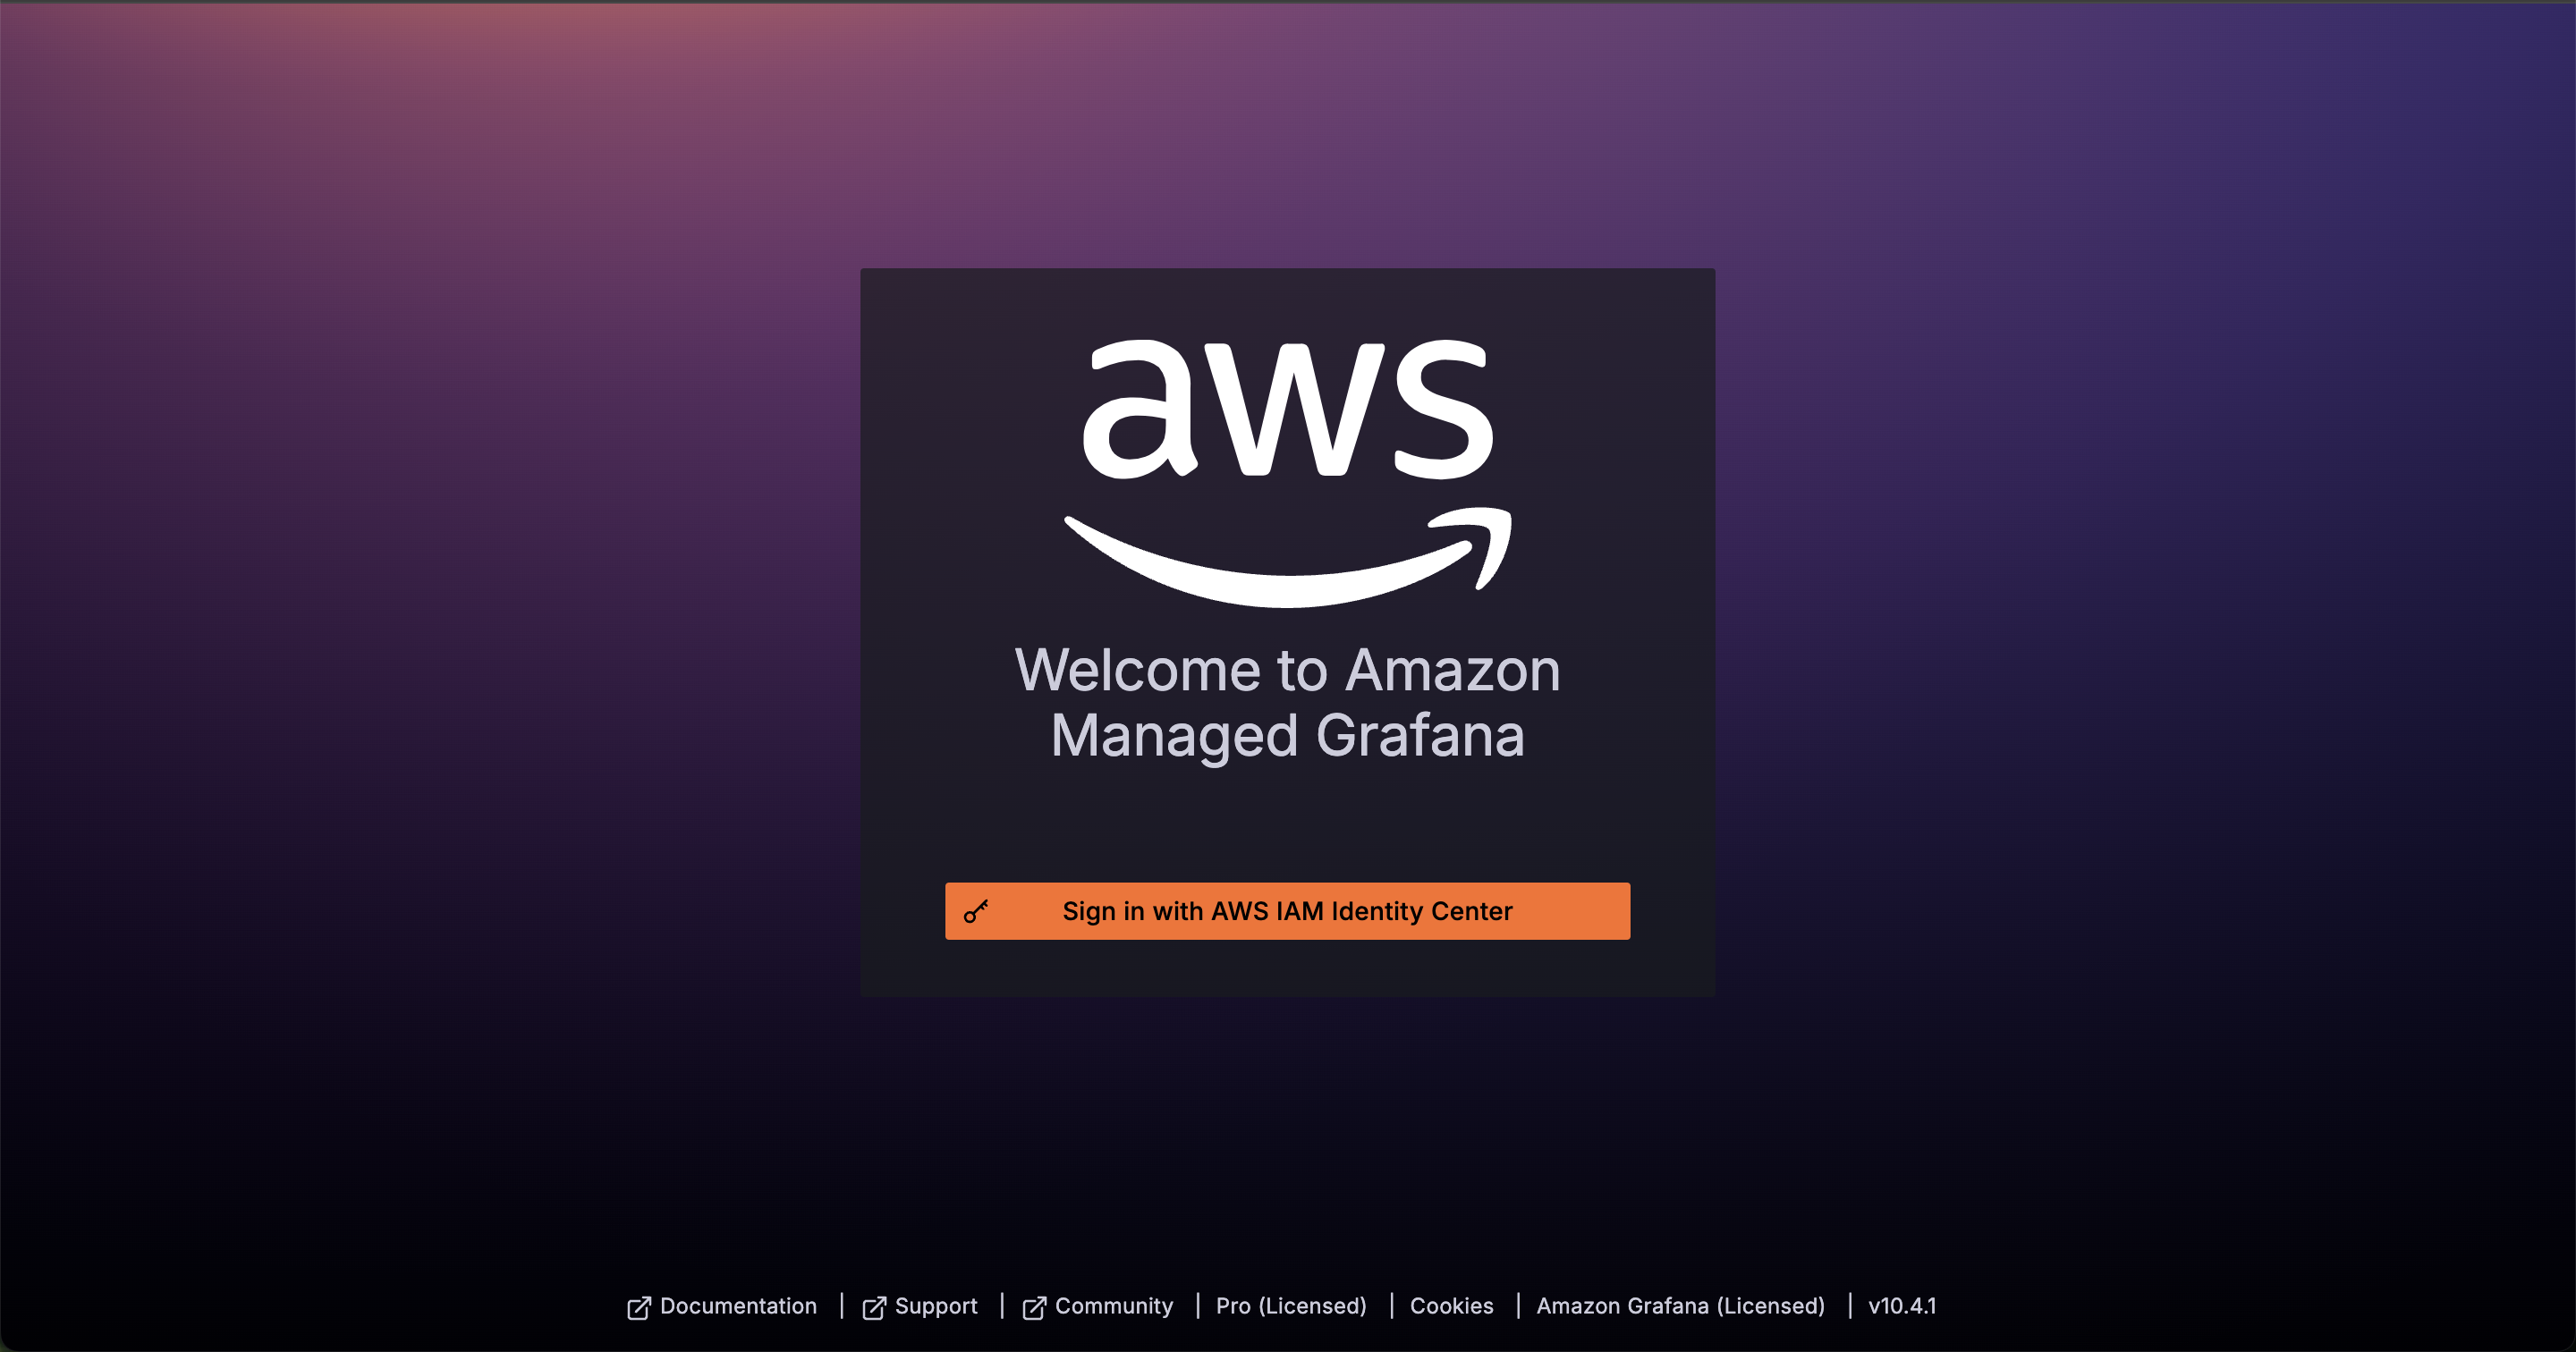 aws
Welcome to Amazon
Managed Grafana
Sign in with AWS IAM Identity Center
Documentation | Support | Community | Pro (Licensed) | Cookies | Amazon Grafana (Licensed) | v10.4.1